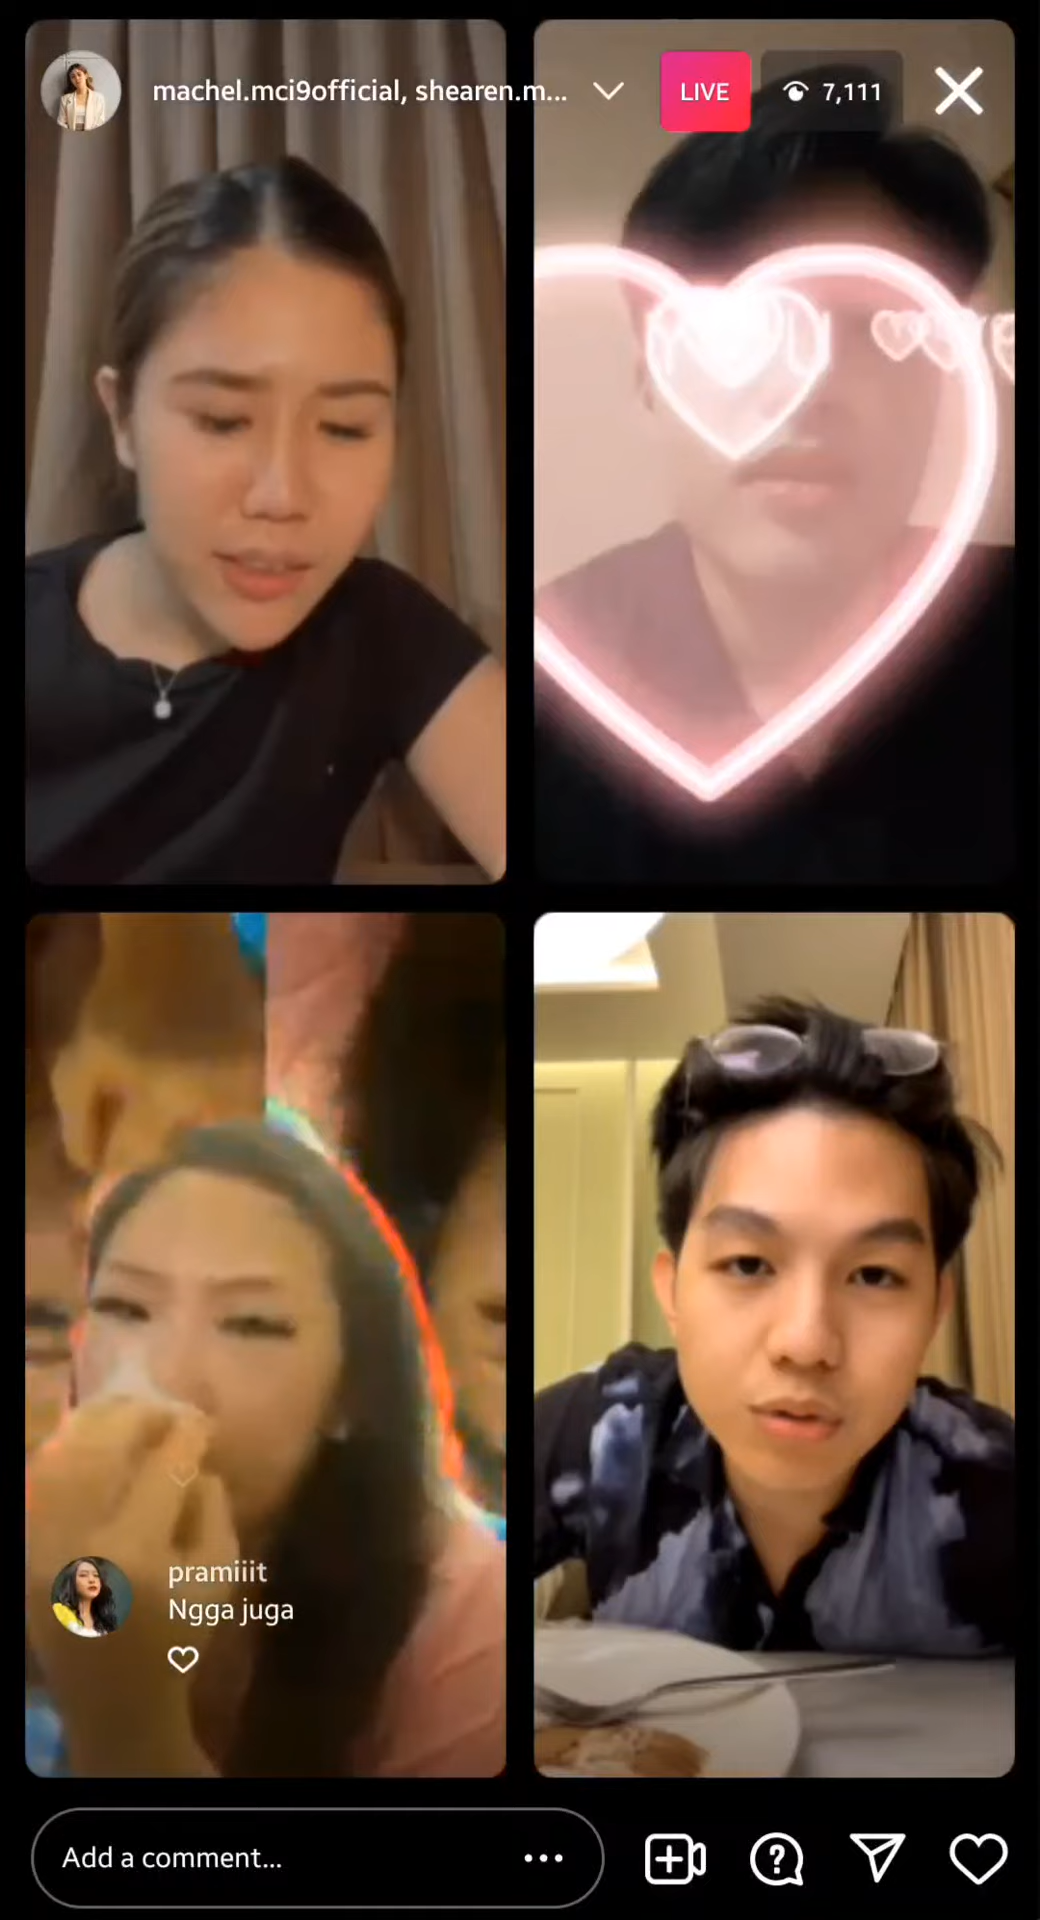 machel.mci9official, shearen.m...
LIVE
7,111
pramiiit
Ngga juga
Add a comment...